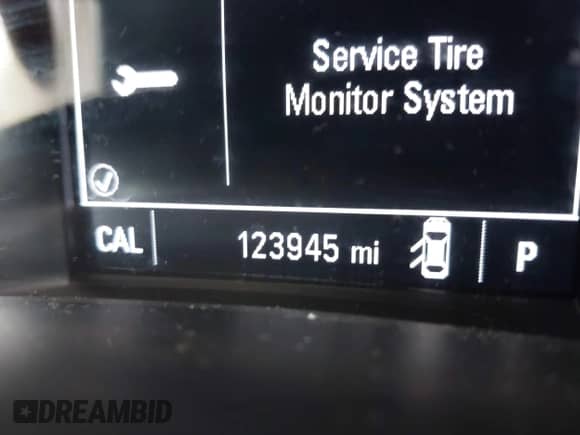 Service Tire
Monitor System
CAL 123945 mi P
DREAMBID